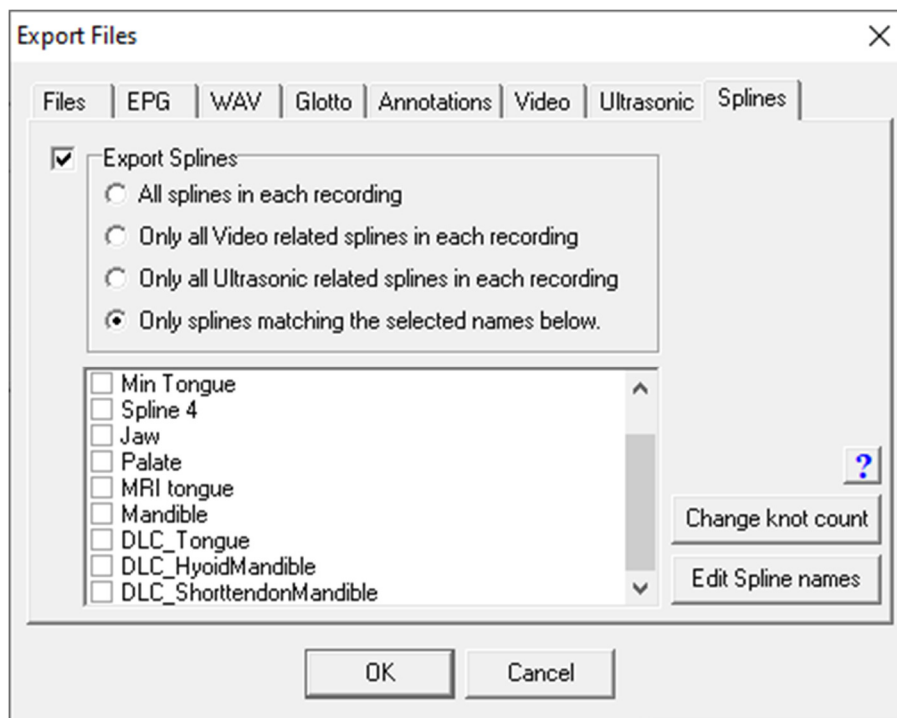 Export Files
Files EPG WAV Glotto Annotations Video Ultrasonic Splines
Export Splines
All splines in each recording
Only all Video related splines in each recording
Only all Ultrasonic related splines in each recording
Only splines matching the selected names below.
Min Tongue
Spline 4
Jaw
Palate
MRI tongue
Mandible
DLC_Tongue
DLC_HyoidMandible
DLC_ShorttendonMandible
?
Change knot count
Edit Spline names
OK Cancel